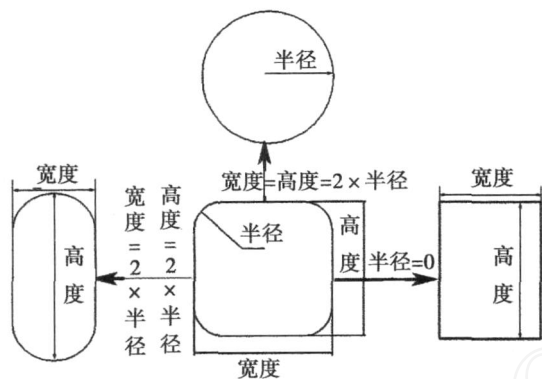 半径
宽度=高度=2×半径
宽度
高度
宽度=2×半径
高度=2×半径
半径
高度
宽度
半径=0
宽度
高度